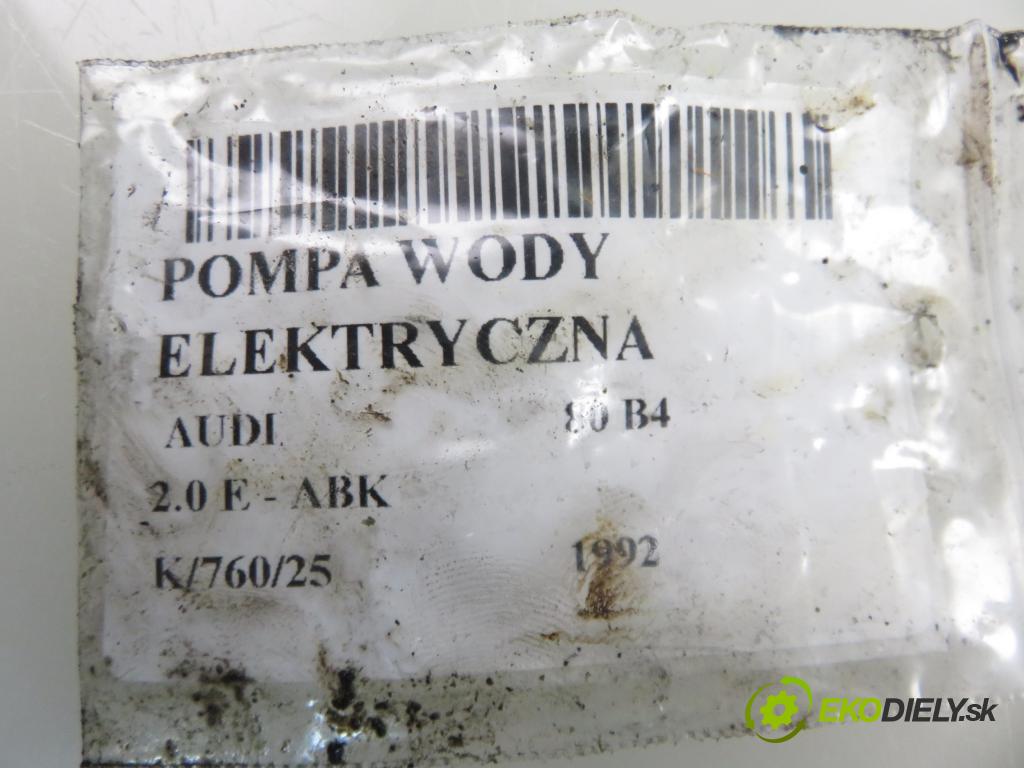 POMPA WODY
ELEKTRYCZNA
AUDI 80 B4
2.0 E - ABK
K/760/25 1992
EKODIELY.sk